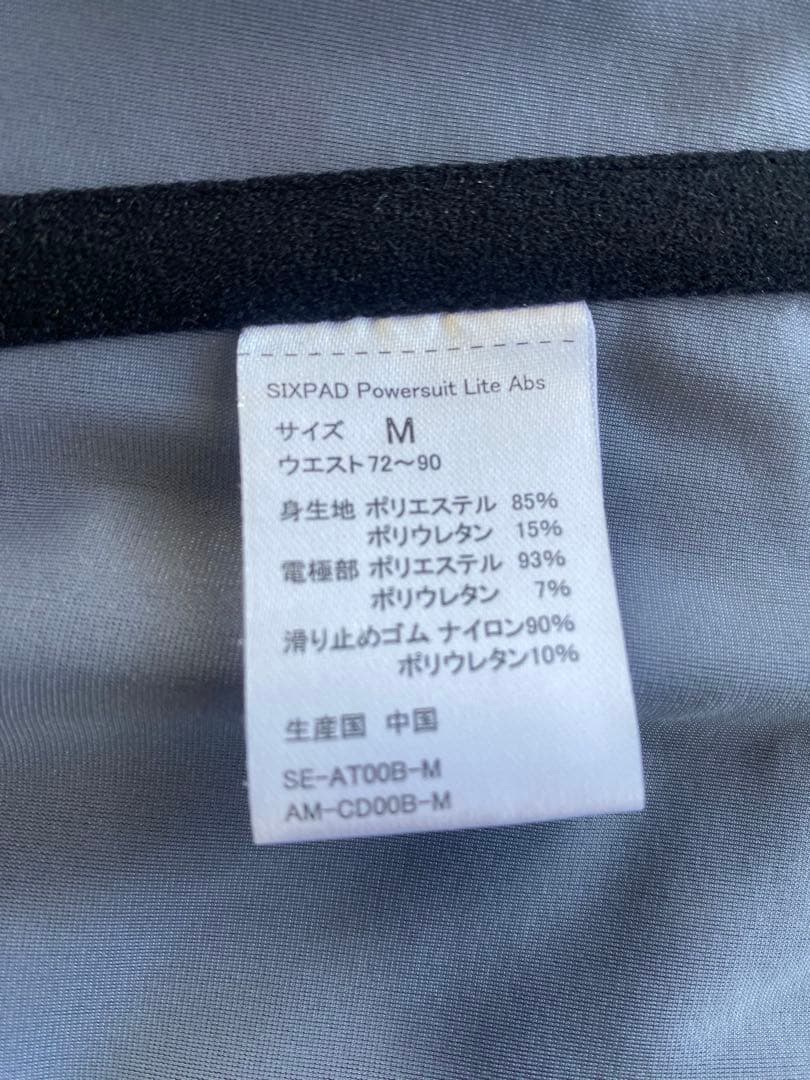 SIXPAD Powersuit Lite Abs
サイズ M
ウエスト72～90
身生地 ポリエステル 85%
ポリウレタン 15%
電極部 ポリエステル 93%
ポリウレタン 7%
滑り止めゴム ナイロン90%
ポリウレタン10%
生産国 中国
SE-AT00B-M
AM-CD00B-M